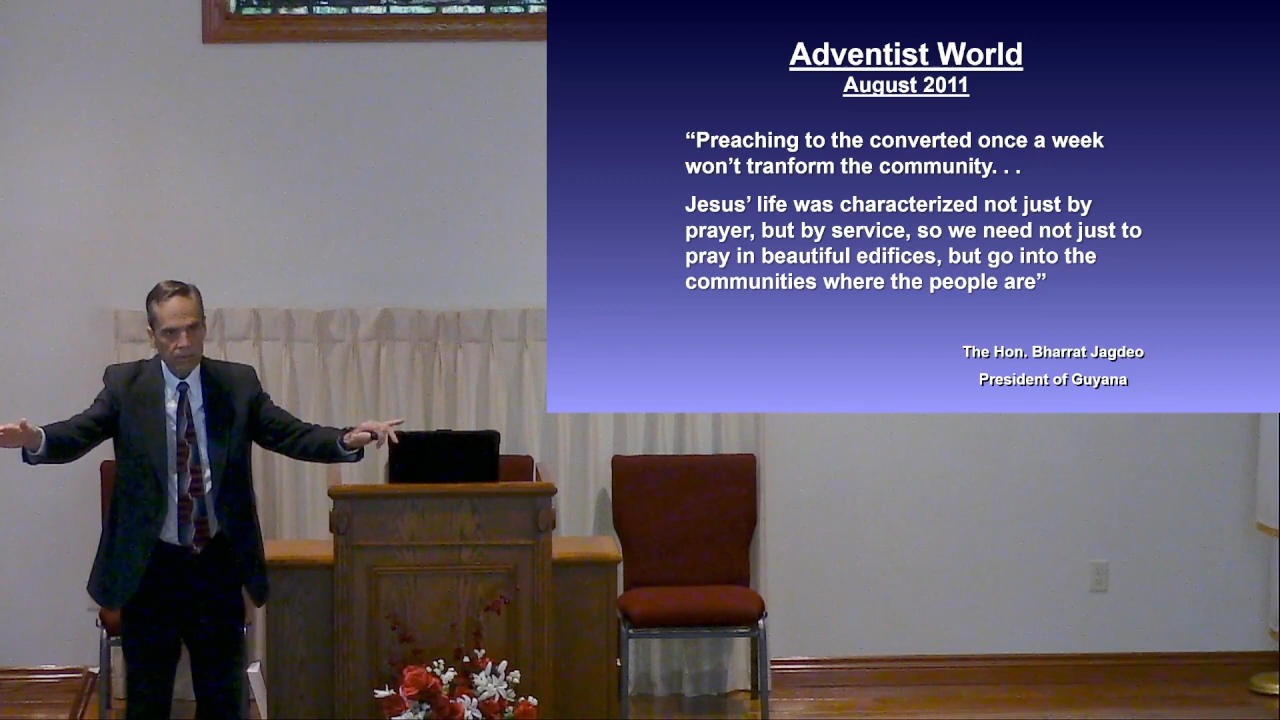 Adventist World
August 2011
“Preaching to the converted once a week
won’t tranform the community. . .
Jesus’ life was characterized not just by
prayer, but by service, so we need not just to
pray in beautiful edifices, but go into the
communities where the people are”
The Hon. Bharrat Jagdeo
President of Guyana